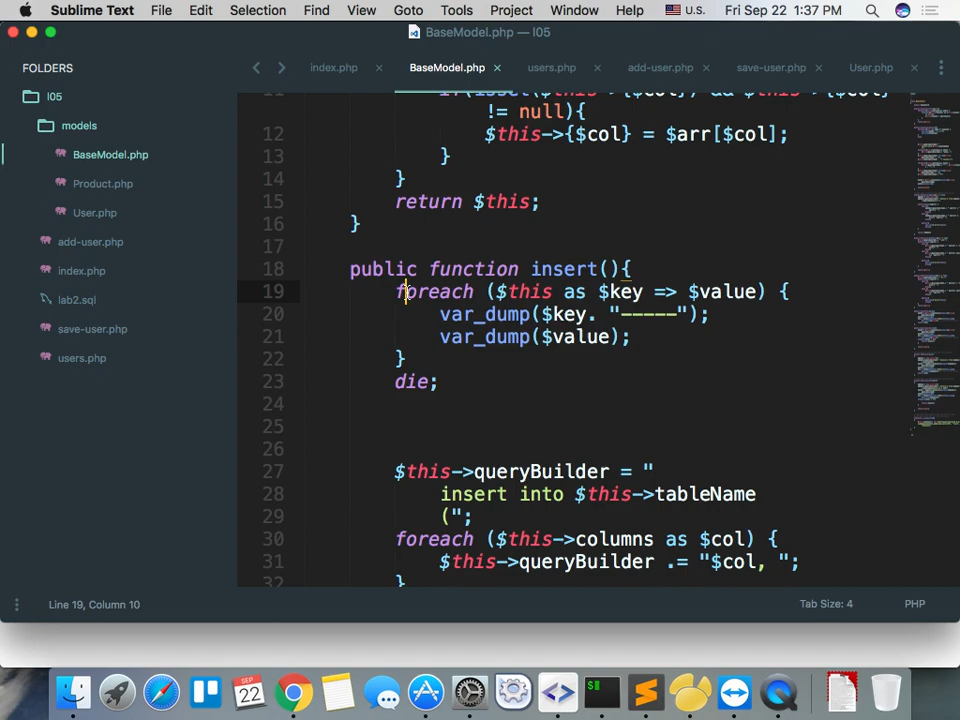 Sublime Text File Edit Selection Find View Goto Tools Project Window Help U.S. Fri Sep 22 1:37 PM
BaseModel.php — l05
FOLDERS
l05
models
BaseModel.php
Product.php
User.php
add-user.php
index.php
lab2.sql
save-user.php
users.php
index.php × BaseModel.php × users.php × add-user.php × save-user.php × User.php ×
!= null){
12 $this->{$col} = $arr[$col];
13 }
14 }
15 return $this;
16 }
17
18 public function insert(){
19 foreach ($this as $key => $value) {
20 var_dump($key. "-----");
21 var_dump($value);
22 }
23 die;
24
25
26
27 $this->queryBuilder = "
28 insert into $this->tableName
29 (";
30 foreach ($this->columns as $col) {
31 $this->queryBuilder .= "$col, ";
32 }
Line 19, Column 10 Tab Size: 4 PHP
SEP
22